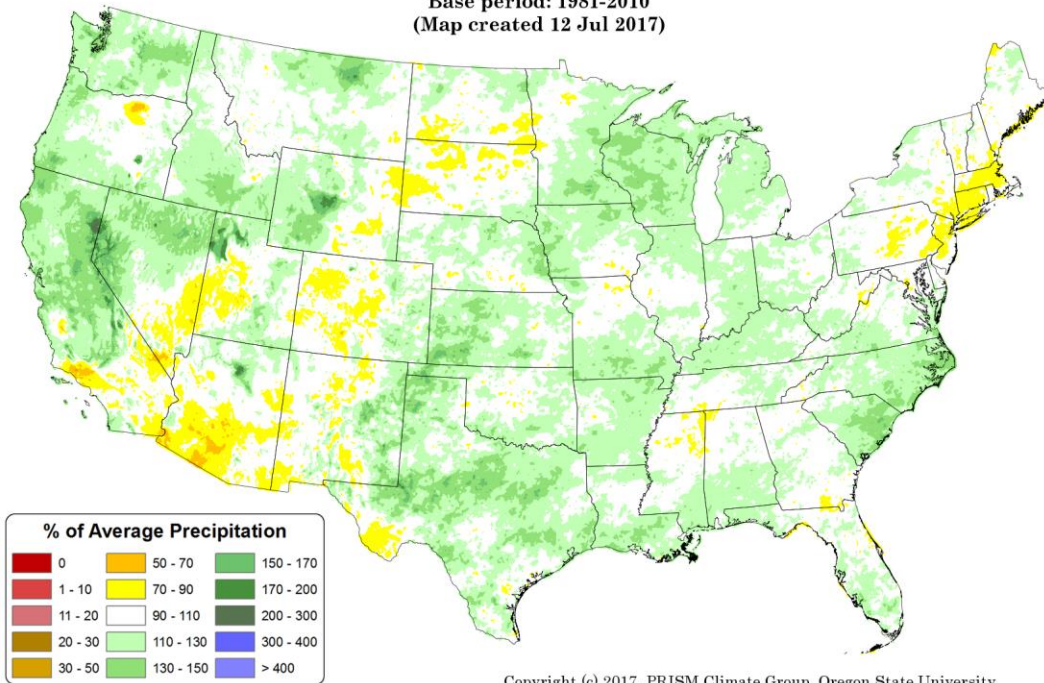 Base period: 1981-2010
(Map created 12 Jul 2017)
% of Average Precipitation
0
1 - 10
11 - 20
20 - 30
30 - 50
50 - 70
70 - 90
90 - 110
110 - 130
130 - 150
150 - 170
170 - 200
200 - 300
300 - 400
> 400
Copyright (c) 2017, PRISM Climate Group, Oregon State University